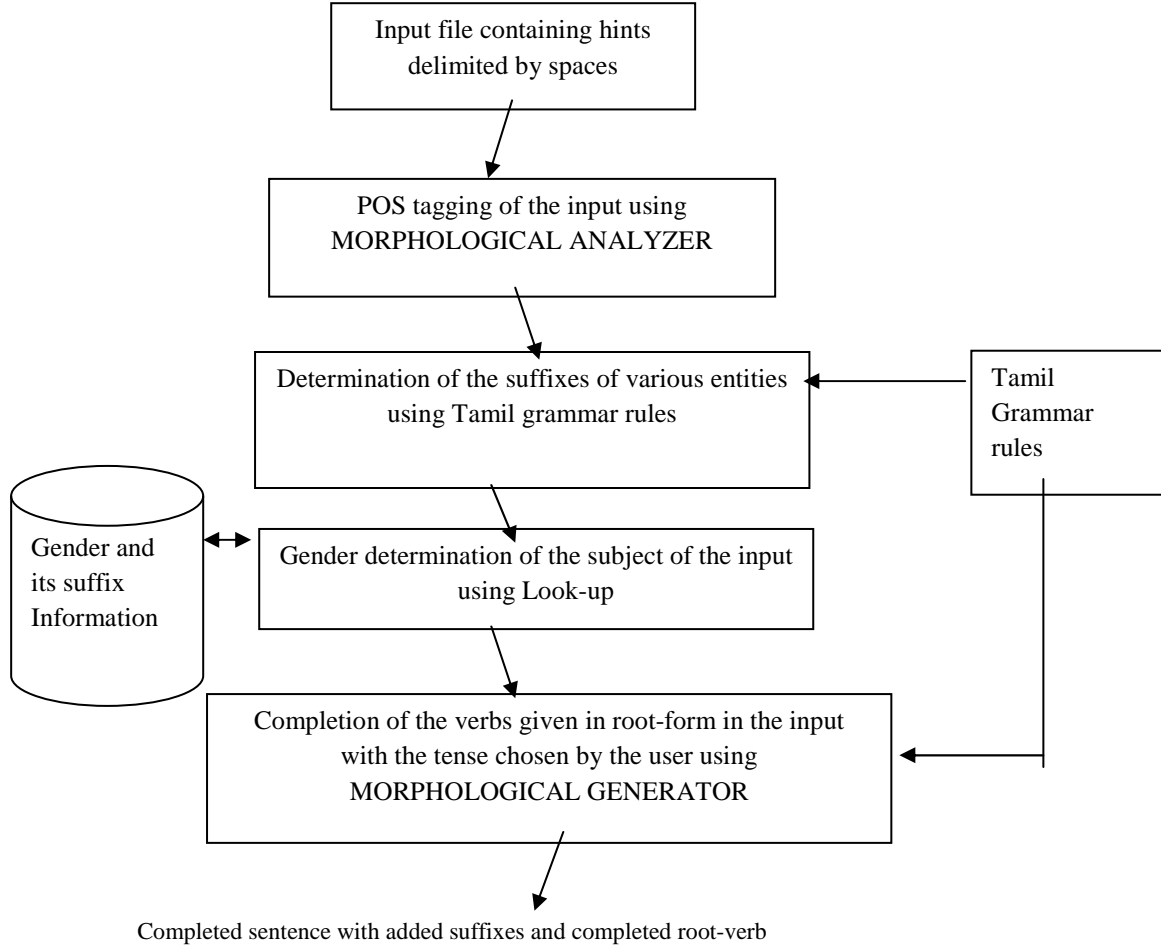 Input file containing hints
delimited by spaces
POS tagging of the input using
MORPHOLOGICAL ANALYZER
Determination of the suffixes of various entities
using Tamil grammar rules
Tamil
Grammar
rules
Gender and
its suffix
Information
Gender determination of the subject of the input
using Look-up
Completion of the verbs given in root-form in the input
with the tense chosen by the user using
MORPHOLOGICAL GENERATOR
Completed sentence with added suffixes and completed root-verb